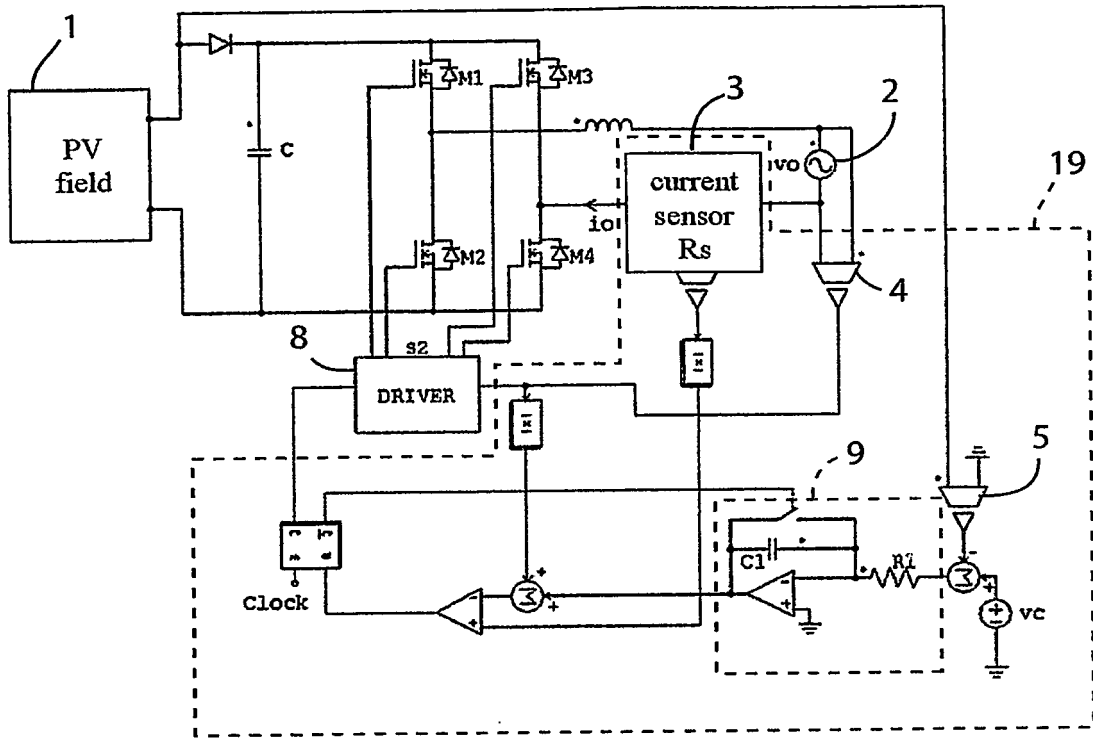 1
PV
field
C
M1
M3
3
current
sensor
Rs
vo
2
19
io
M2
M4
4
8
S2
DRIVER
|x|
|x|
9
5
C1
R1
Clock
Σ
Σ
vc